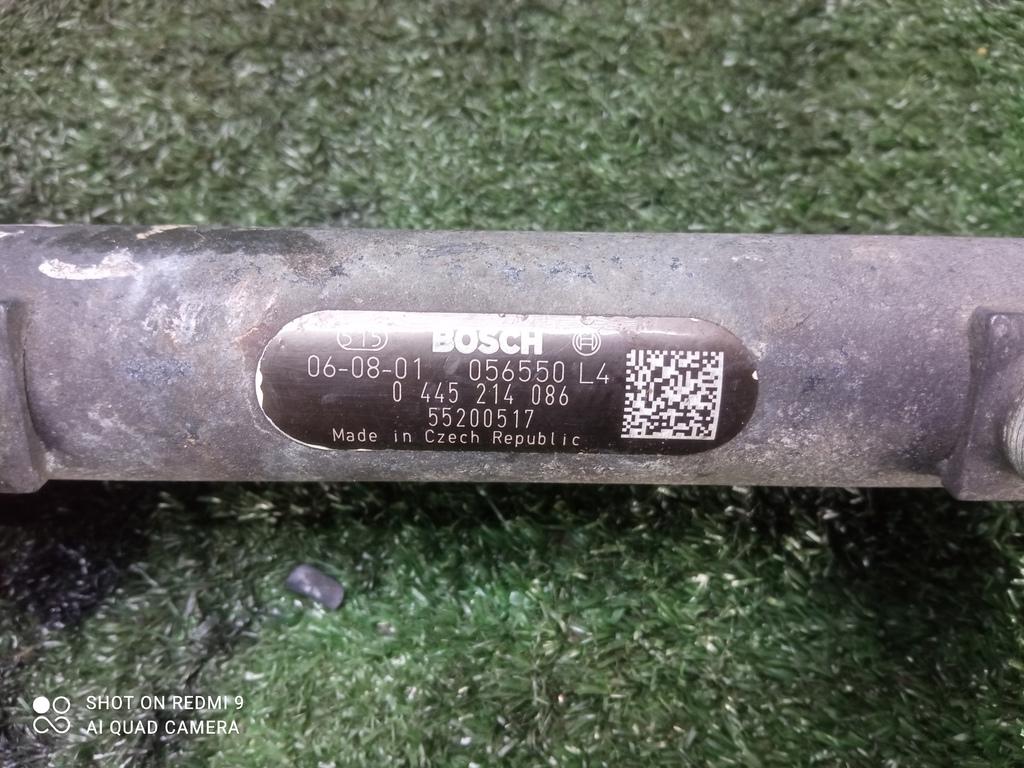 615 BOSCH
06-08-01 056550 L4
0 445 214 086
55200517
Made in Czech Republic
SHOT ON REDMI 9
AI QUAD CAMERA